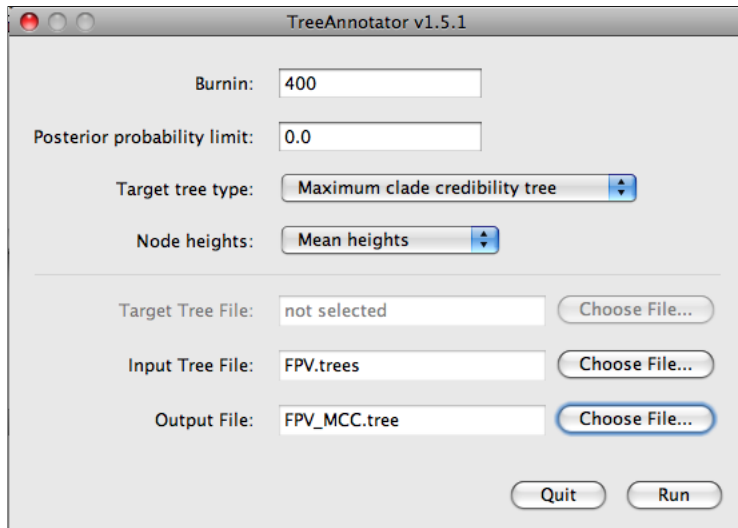 TreeAnnotator v1.5.1
Burnin: 400
Posterior probability limit: 0.0
Target tree type: Maximum clade credibility tree
Node heights: Mean heights
Target Tree File: not selected Choose File...
Input Tree File: FPV.trees Choose File...
Output File: FPV_MCC.tree Choose File...
Quit Run